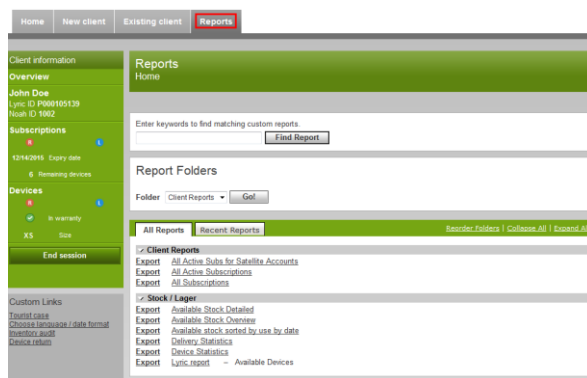 Home New client Existing client Reports
Client information
Overview
John Doe
Lyric ID P000105139
Noah ID 1002
Subscriptions
R L
12/14/2015 Expiry date
6 Remaining devices
Devices
R L
In warranty
XS Size
End session
Custom Links
Tourist case
Choose language / date format
Inventory audit
Device return
Reports
Home
Enter keywords to find matching custom reports.
Find Report
Report Folders
Folder Client Reports Go!
All Reports Recent Reports Reorder Folders | Collapse All | Expand All
Client Reports
Export All Active Subs for Satellite Accounts
Export All Active Subscriptions
Export All Subscriptions
Stock / Lager
Export Available Stock Detailed
Export Available Stock Overview
Export Available stock sorted by use by date
Export Delivery Statistics
Export Device Statistics
Export Lyric report – Available Devices